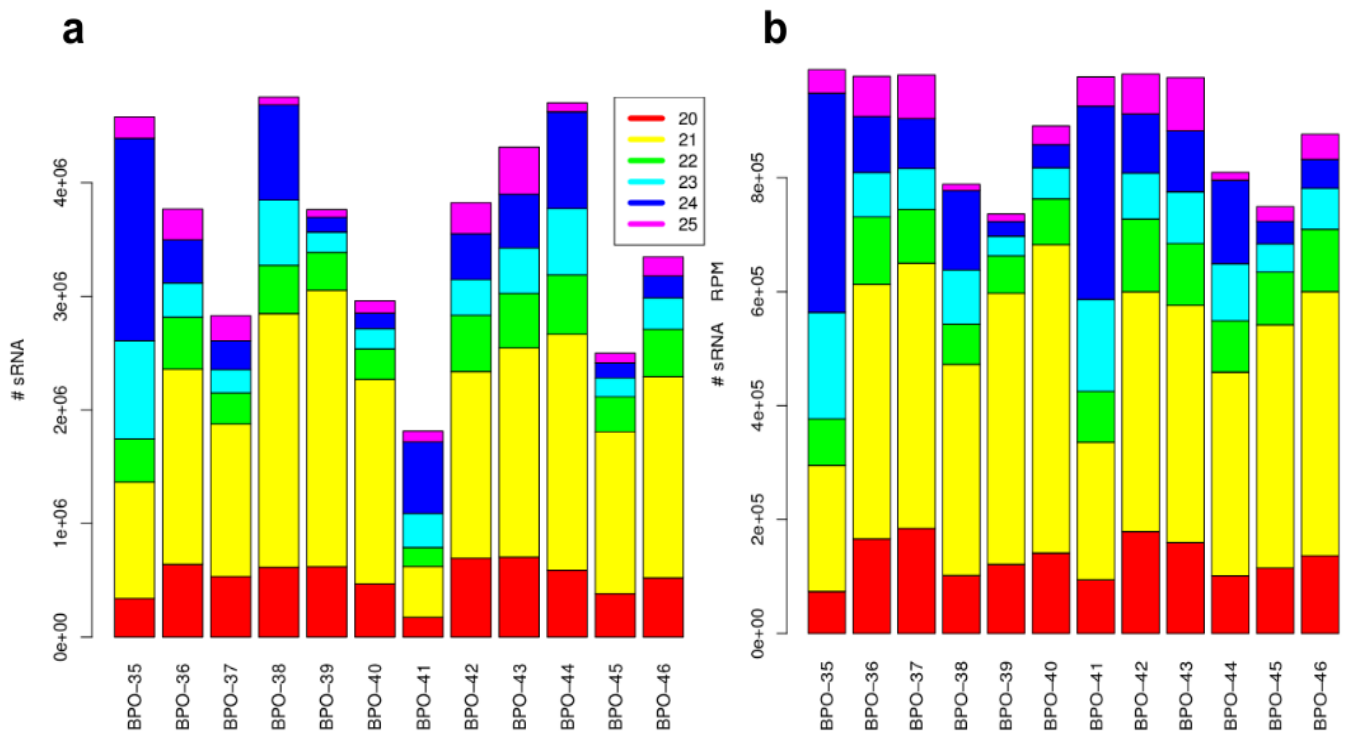 a
# sRNA
0e+00
1e+06
2e+06
3e+06
4e+06
20
21
22
23
24
25
BPO–35
BPO–36
BPO–37
BPO–38
BPO–39
BPO–40
BPO–41
BPO–42
BPO–43
BPO–44
BPO–45
BPO–46
b
# sRNA RPM
0e+00
2e+05
4e+05
6e+05
8e+05
BPO–35
BPO–36
BPO–37
BPO–38
BPO–39
BPO–40
BPO–41
BPO–42
BPO–43
BPO–44
BPO–45
BPO–46